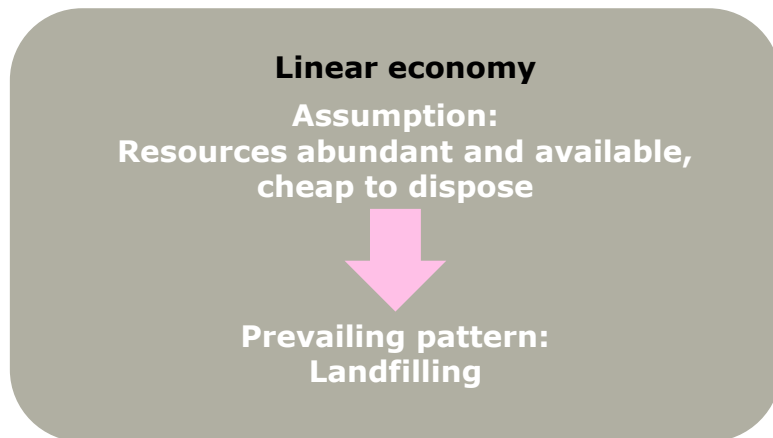 Linear economy
Assumption:
Resources abundant and available,
cheap to dispose
Prevailing pattern:
Landfilling